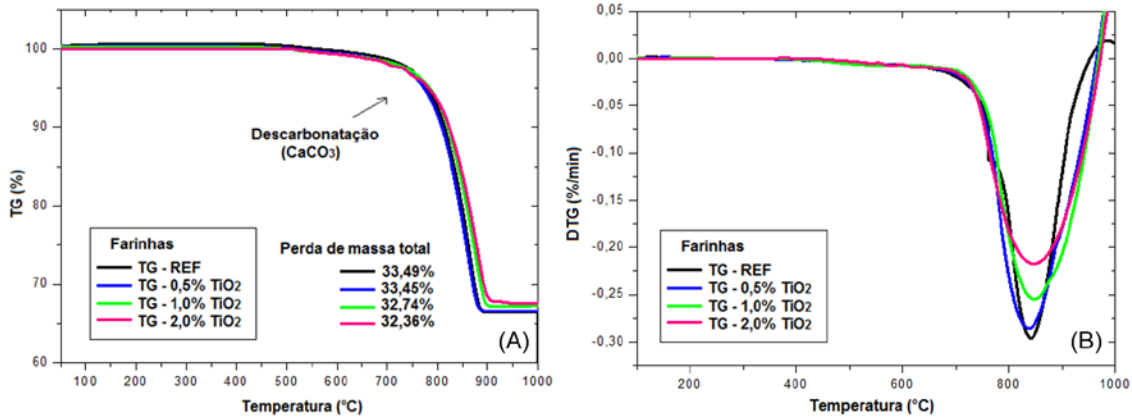 100
90
80
70
60
TG (%)
Descarbonatação
(CaCO3)
Farinhas
TG - REF
TG - 0,5% TiO2
TG - 1,0% TiO2
TG - 2,0% TiO2
Perda de massa total
33,49%
33,45%
32,74%
32,36%
(A)
100 200 300 400 500 600 700 800 900 1000
Temperatura (°C)
0,05
0,00
-0,05
-0,10
-0,15
-0,20
-0,25
-0,30
DTG (%/min)
Farinhas
TG - REF
TG - 0,5% TiO2
TG - 1,0% TiO2
TG - 2,0% TiO2
(B)
200 400 600 800 1000
Temperatura (°C)